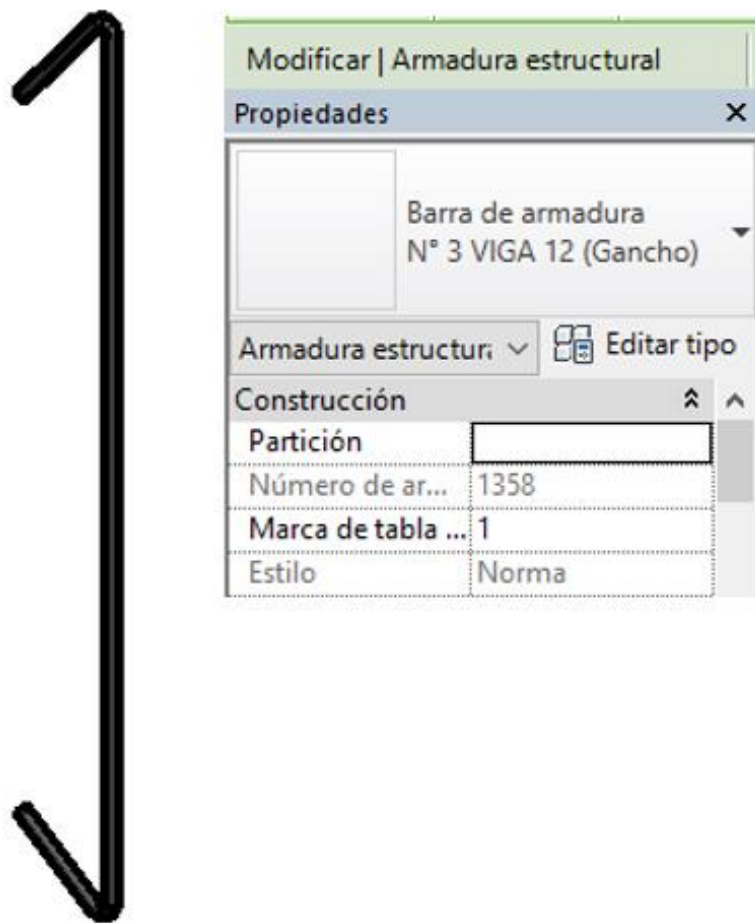 Modificar | Armadura estructural
Propiedades
Barra de armadura
N° 3 VIGA 12 (Gancho)
Armadura estructur
Editar tipo
Construcción
Partición
Número de ar... 1358
Marca de tabla ... 1
Estilo Norma